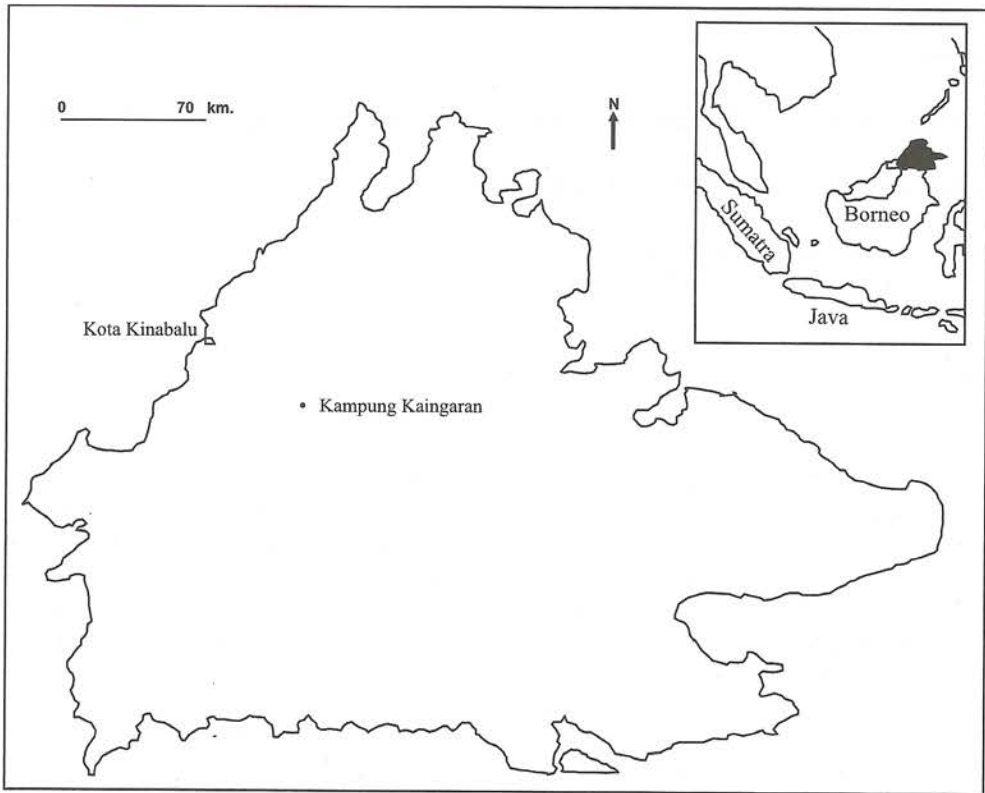 0 70 km.
N
Kota Kinabalu
Kampung Kaingaran
Sumatra
Borneo
Java